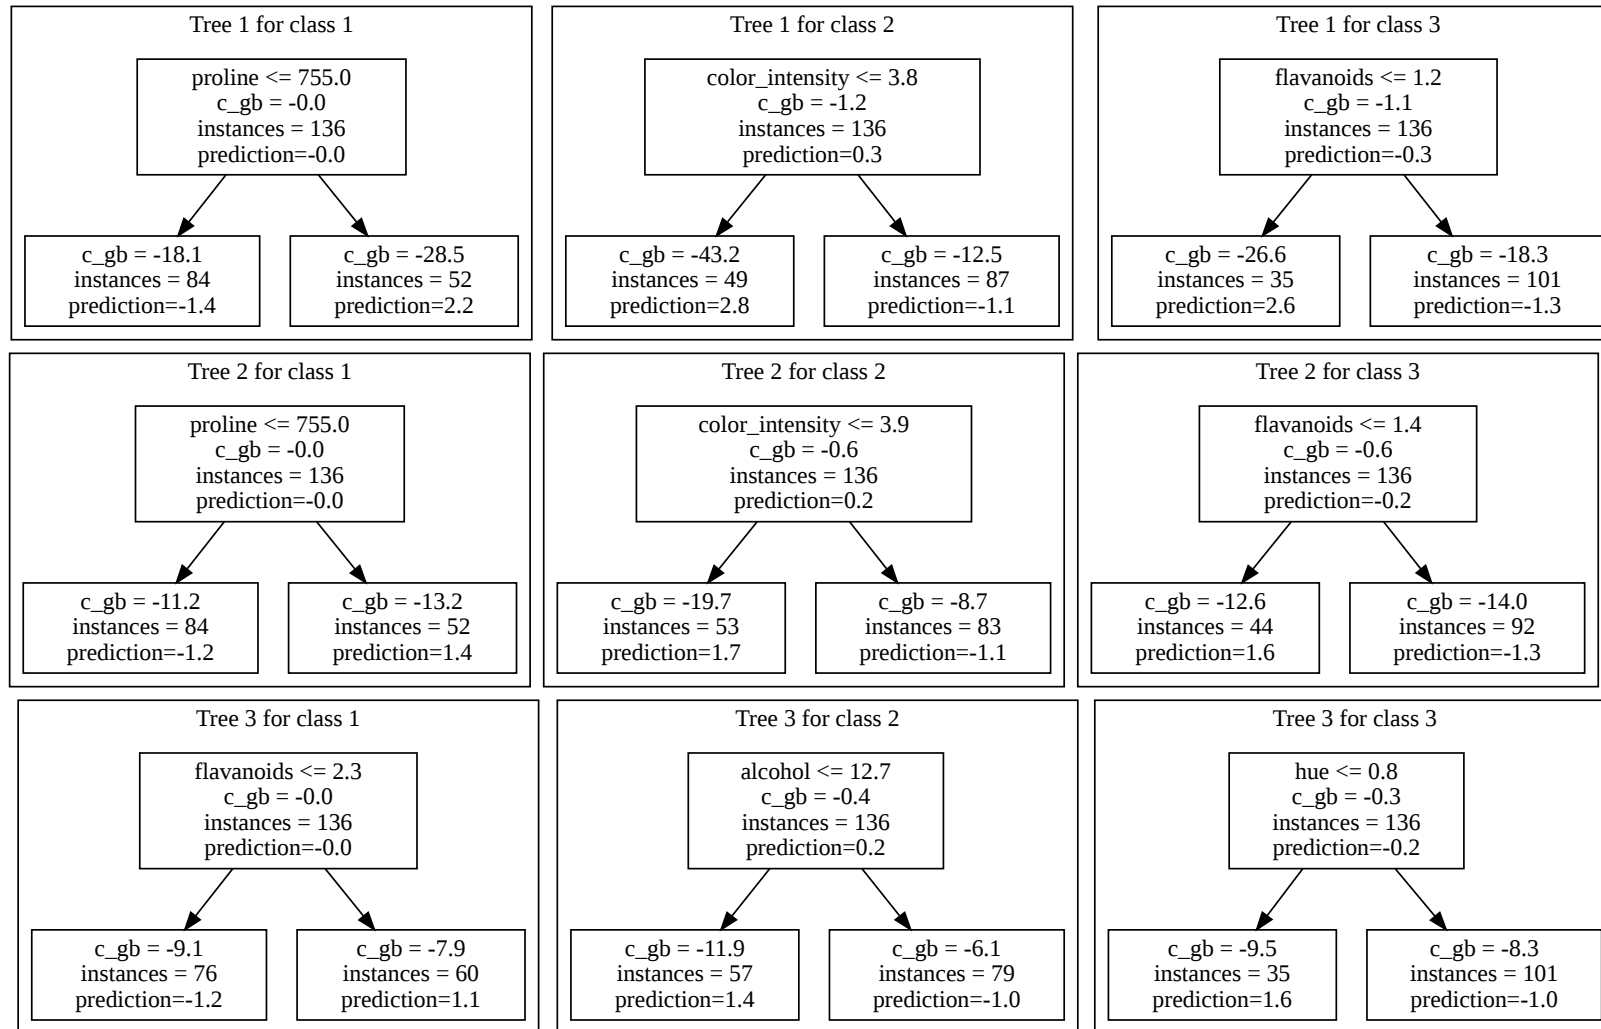 Tree 1 for class 1
proline <= 755.0
c_gb = -0.0
instances = 136
prediction=-0.0
c_gb = -18.1
instances = 84
prediction=-1.4
c_gb = -28.5
instances = 52
prediction=2.2
Tree 1 for class 2
color_intensity <= 3.8
c_gb = -1.2
instances = 136
prediction=0.3
c_gb = -43.2
instances = 49
prediction=2.8
c_gb = -12.5
instances = 87
prediction=-1.1
Tree 1 for class 3
flavanoids <= 1.2
c_gb = -1.1
instances = 136
prediction=-0.3
c_gb = -26.6
instances = 35
prediction=2.6
c_gb = -18.3
instances = 101
prediction=-1.3
Tree 2 for class 1
proline <= 755.0
c_gb = -0.0
instances = 136
prediction=-0.0
c_gb = -11.2
instances = 84
prediction=-1.2
c_gb = -13.2
instances = 52
prediction=1.4
Tree 2 for class 2
color_intensity <= 3.9
c_gb = -0.6
instances = 136
prediction=0.2
c_gb = -19.7
instances = 53
prediction=1.7
c_gb = -8.7
instances = 83
prediction=-1.1
Tree 2 for class 3
flavanoids <= 1.4
c_gb = -0.6
instances = 136
prediction=-0.2
c_gb = -12.6
instances = 44
prediction=1.6
c_gb = -14.0
instances = 92
prediction=-1.3
Tree 3 for class 1
flavanoids <= 2.3
c_gb = -0.0
instances = 136
prediction=-0.0
c_gb = -9.1
instances = 76
prediction=-1.2
c_gb = -7.9
instances = 60
prediction=1.1
Tree 3 for class 2
alcohol <= 12.7
c_gb = -0.4
instances = 136
prediction=0.2
c_gb = -11.9
instances = 57
prediction=1.4
c_gb = -6.1
instances = 79
prediction=-1.0
Tree 3 for class 3
hue <= 0.8
c_gb = -0.3
instances = 136
prediction=-0.2
c_gb = -9.5
instances = 35
prediction=1.6
c_gb = -8.3
instances = 101
prediction=-1.0